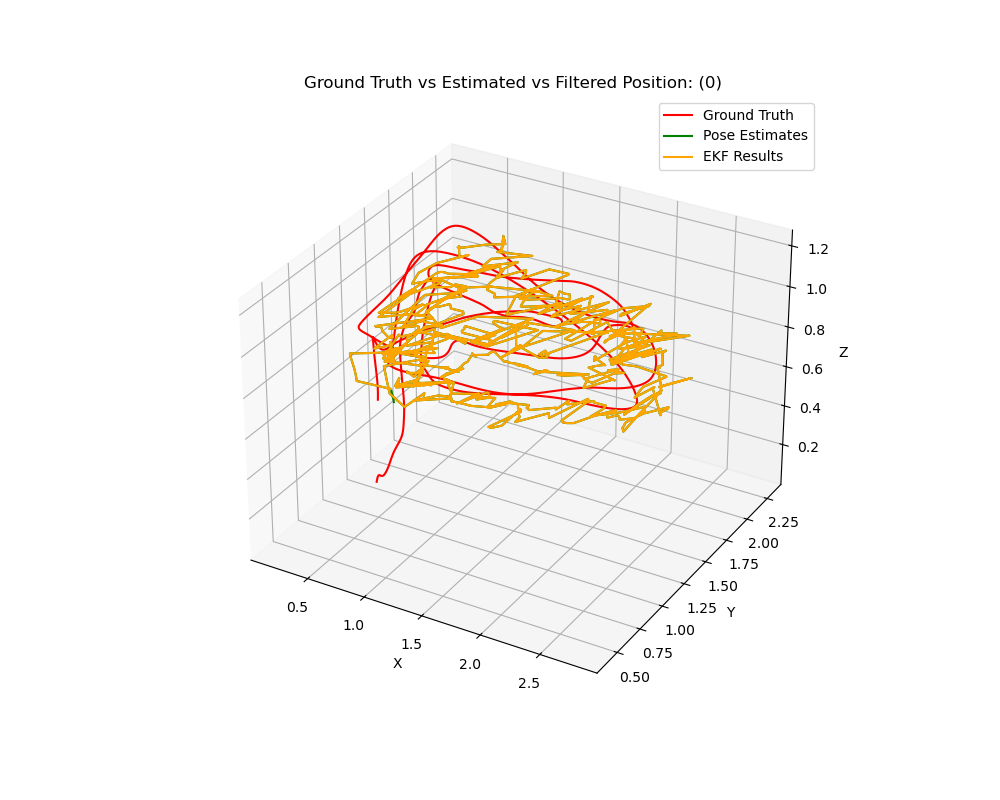 Ground Truth vs Estimated vs Filtered Position: (0)
Ground Truth
Pose Estimates
EKF Results
1.2
1.0
0.8
0.6
0.4
0.2
Z
2.25
2.00
1.75
1.50
1.25
1.00
0.75
0.50
Y
0.5
1.0
1.5
2.0
2.5
X